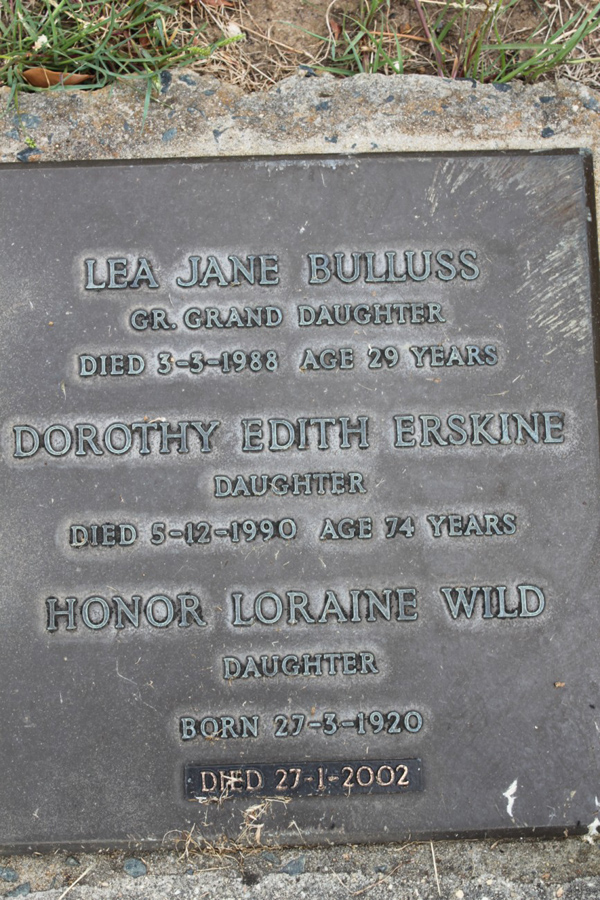 LEA JANE BULLUSS
GR. GRAND DAUGHTER
DIED 3-3-1988 AGE 29 YEARS
DOROTHY EDITH ERSKINE
DAUGHTER
DIED 5-12-1990 AGE 74 YEARS
HONOR LORAINE WILD
DAUGHTER
BORN 27-3-1920
DIED 27-1-2002